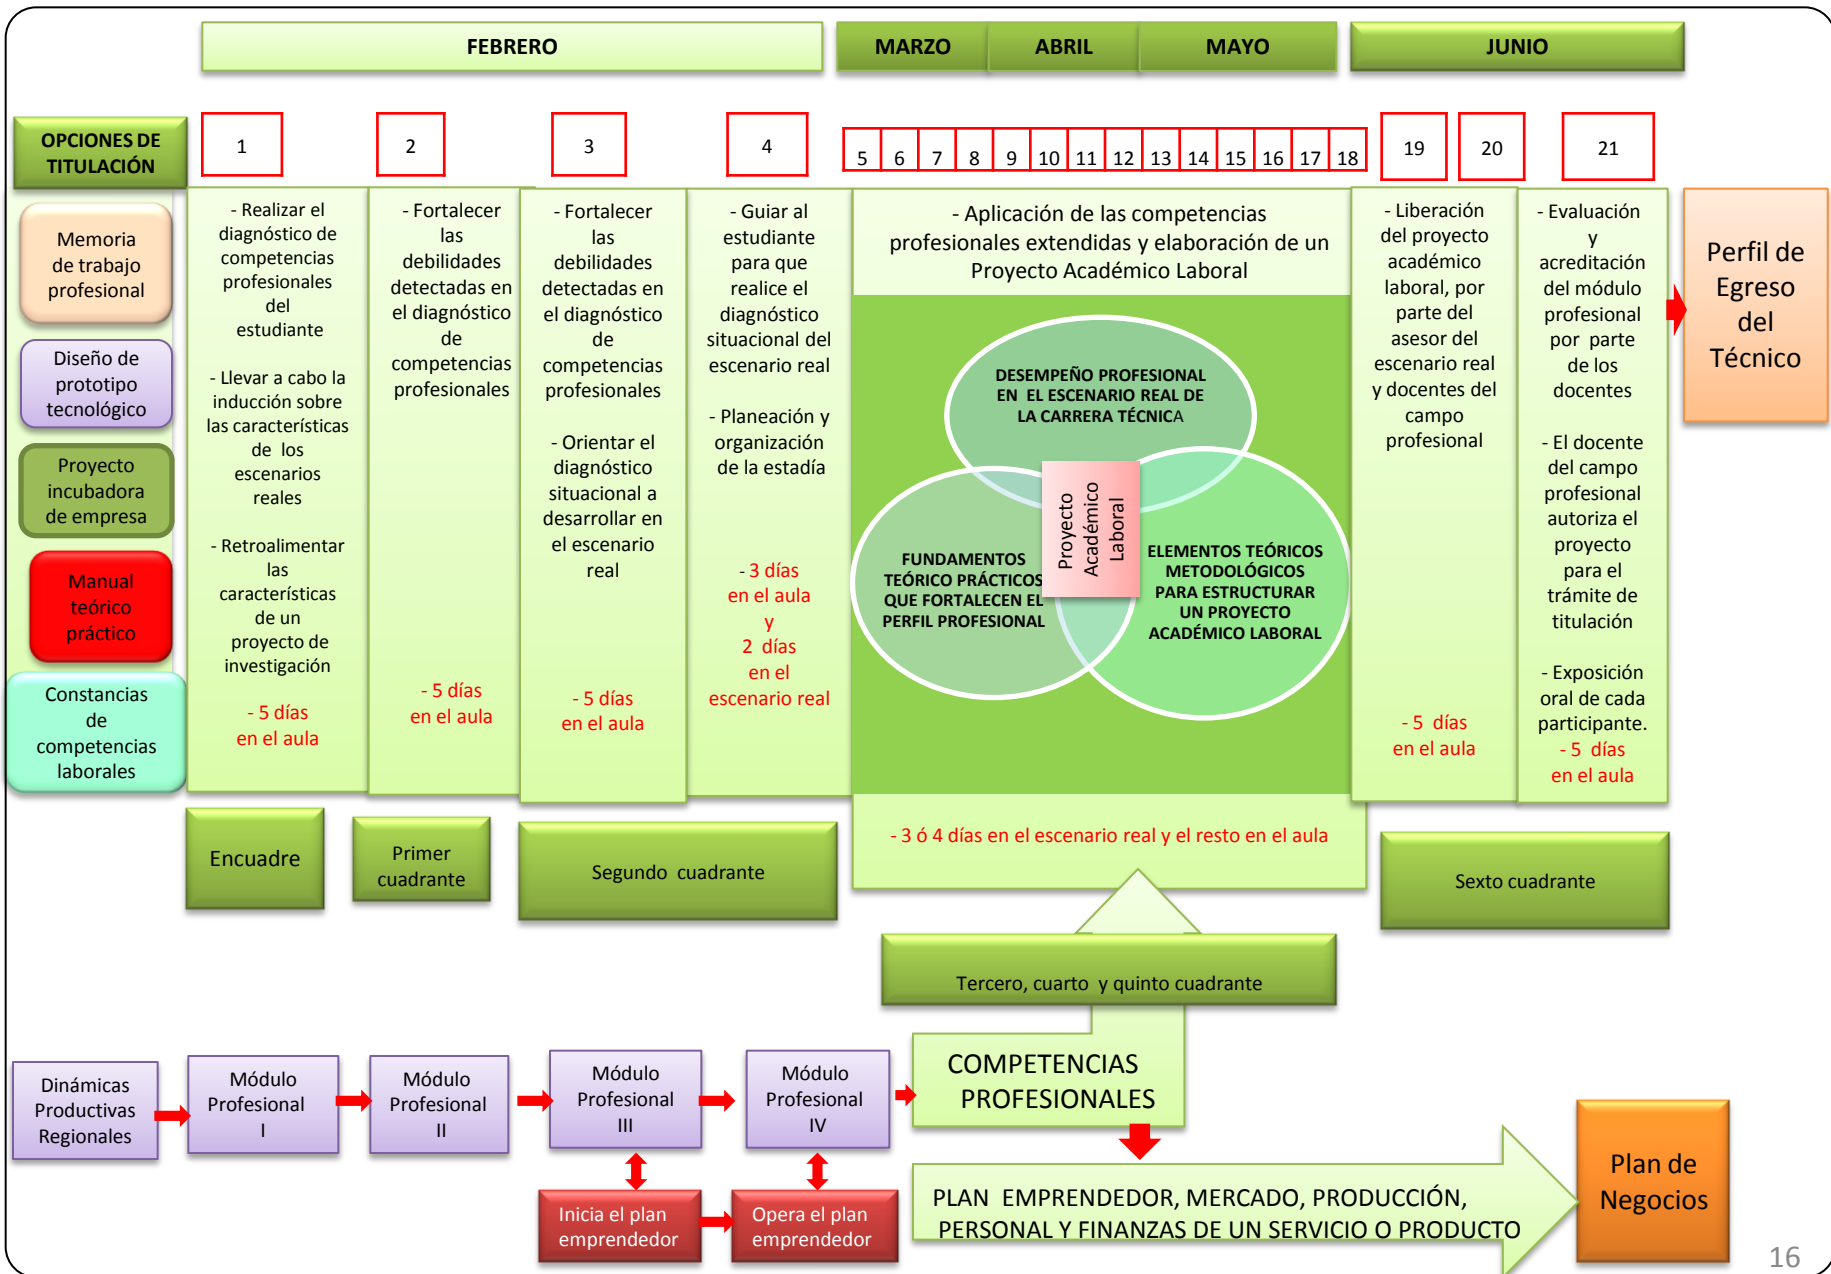 FEBRERO
MARZO
ABRIL
MAYO
JUNIO
OPCIONES DE
TITULACIÓN
1
2
3
4
5
6
7
8
9
10
11
12
13
14
15
16
17
18
19
20
21
Memoria
de trabajo
profesional
Diseño de
prototipo
tecnológico
Proyecto
incubadora
de empresa
Manual
teórico
práctico
Constancias
de
competencias
laborales
- Realizar el
diagnóstico de
competencias
profesionales
del
estudiante
- Llevar a cabo la
inducción sobre
las características
de los
escenarios
reales
- Retroalimentar
las
características
de un
proyecto de
investigación
- 5 días
en el aula
- Fortalecer
las
debilidades
detectadas en
el diagnóstico
de
competencias
profesionales
- 5 días
en el aula
- Fortalecer
las
debilidades
detectadas en
el diagnóstico
de
competencias
profesionales
- Orientar el
diagnóstico
situacional a
desarrollar en
el escenario
real
- 5 días
en el aula
- Guiar al
estudiante
para que
realice el
diagnóstico
situacional del
escenario real
- Planeación y
organización
de la estadía
- 3 días
en el aula
y
2 días
en el
escenario real
- Aplicación de las competencias
profesionales extendidas y elaboración de un
Proyecto Académico Laboral
DESEMPEÑO PROFESIONAL
EN EL ESCENARIO REAL DE
LA CARRERA TÉCNICA
Proyecto
Académico
Laboral
FUNDAMENTOS
TEÓRICO PRÁCTICOS
QUE FORTALECEN EL
PERFIL PROFESIONAL
ELEMENTOS TEÓRICOS
METODOLÓGICOS
PARA ESTRUCTURAR
UN PROYECTO
ACADÉMICO LABORAL
- 3 ó 4 días en el escenario real y el resto en el aula
- Liberación
del proyecto
académico
laboral, por
parte del
asesor del
escenario real
y docentes del
campo
profesional
- 5 días
en el aula
- Evaluación
y
acreditación
del módulo
profesional
por parte
de los
docentes
- El docente
del campo
profesional
autoriza el
proyecto
para el
trámite de
titulación
- Exposición
oral de cada
participante.
- 5 días
en el aula
Perfil de
Egreso
del
Técnico
Encuadre
Primer
cuadrante
Segundo cuadrante
Sexto cuadrante
Tercero, cuarto y quinto cuadrante
Dinámicas
Productivas
Regionales
Módulo
Profesional
I
Módulo
Profesional
II
Módulo
Profesional
III
Módulo
Profesional
IV
COMPETENCIAS
PROFESIONALES
Inicia el plan
emprendedor
Opera el plan
emprendedor
PLAN EMPRENDEDOR, MERCADO, PRODUCCIÓN,
PERSONAL Y FINANZAS DE UN SERVICIO O PRODUCTO
Plan de
Negocios
16